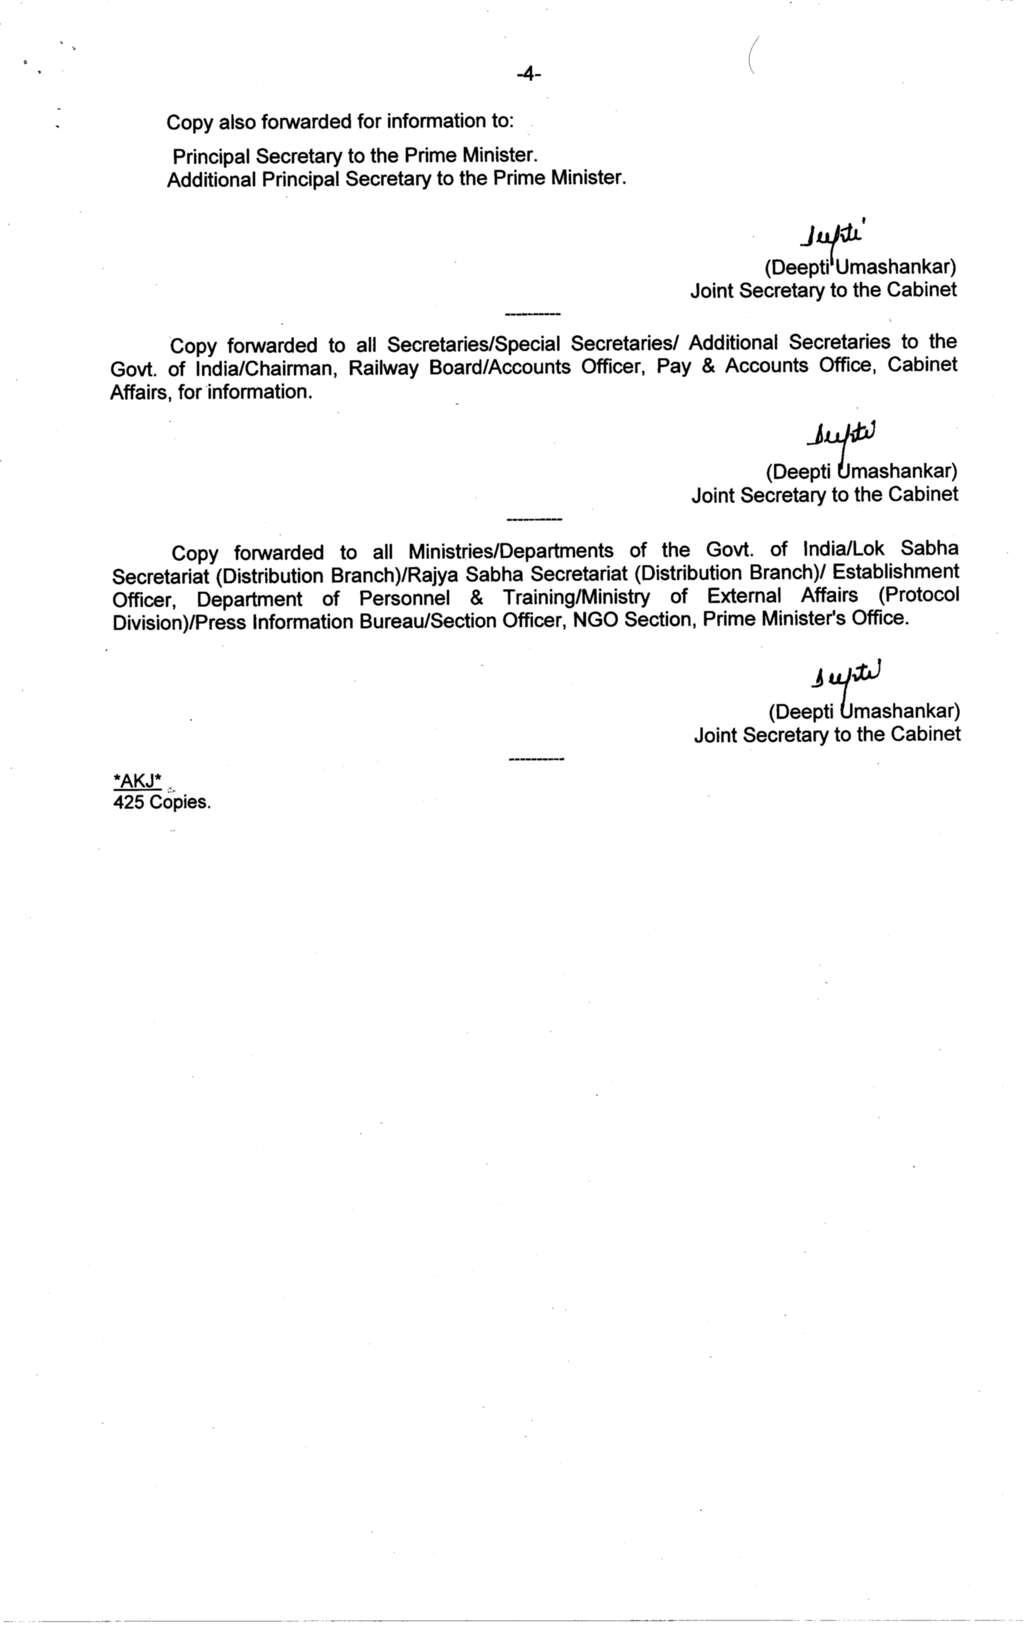 -4-
Copy also forwarded for information to:
Principal Secretary to the Prime Minister.
Additional Principal Secretary to the Prime Minister.
(Deepti Umashankar)
Joint Secretary to the Cabinet
----------
Copy forwarded to all Secretaries/Special Secretaries/ Additional Secretaries to the
Govt. of India/Chairman, Railway Board/Accounts Officer, Pay & Accounts Office, Cabinet
Affairs, for information.
(Deepti Umashankar)
Joint Secretary to the Cabinet
----------
Copy forwarded to all Ministries/Departments of the Govt. of India/Lok Sabha
Secretariat (Distribution Branch)/Rajya Sabha Secretariat (Distribution Branch)/ Establishment
Officer, Department of Personnel & Training/Ministry of External Affairs (Protocol
Division)/Press Information Bureau/Section Officer, NGO Section, Prime Minister's Office.
(Deepti Umashankar)
Joint Secretary to the Cabinet
----------
*AKJ*
425 Copies.